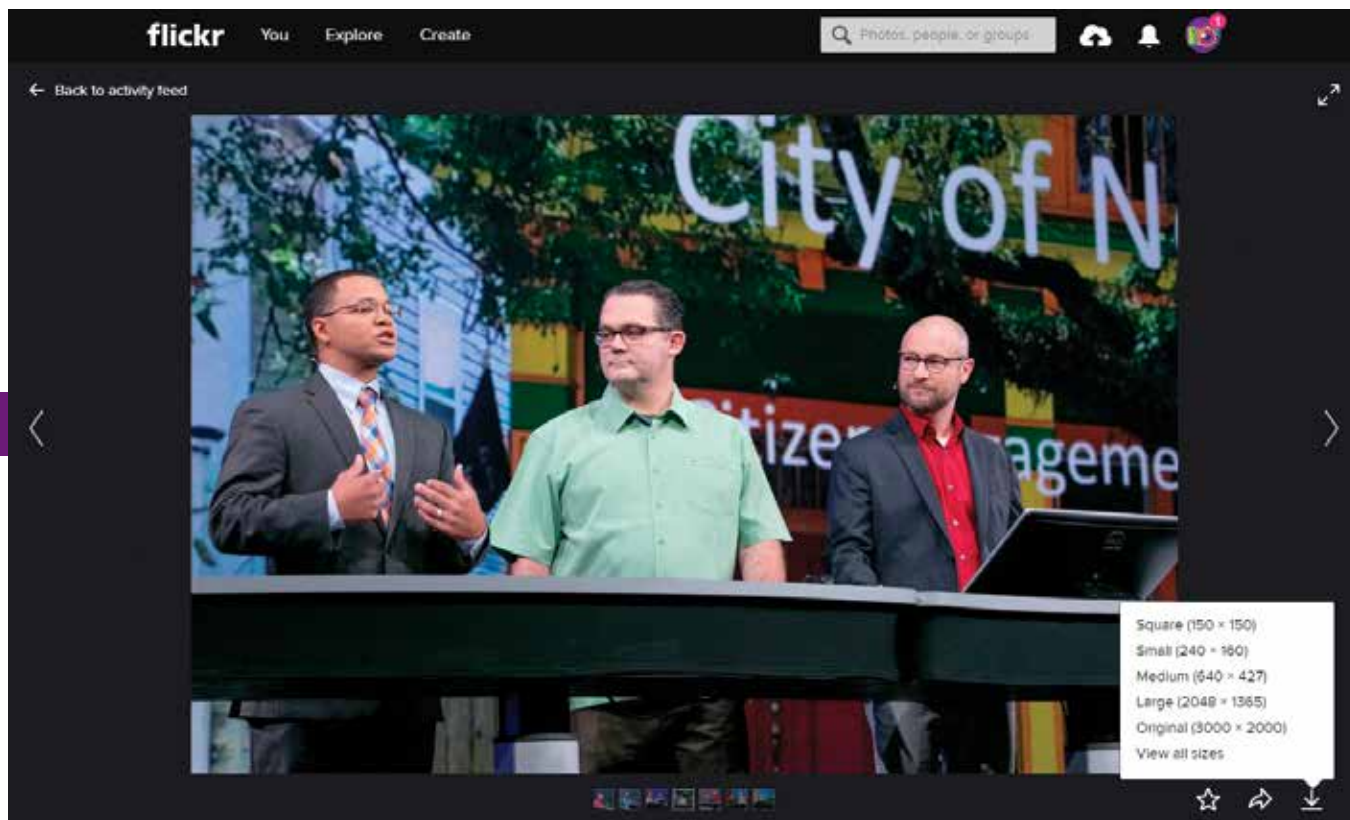 flickr You Explore Create Photos, people, or groups 1
Back to activity feed
City of N
itizen ageme
Square (150 × 150)
Small (240 × 160)
Medium (640 × 427)
Large (2048 × 1365)
Original (3000 × 2000)
View all sizes